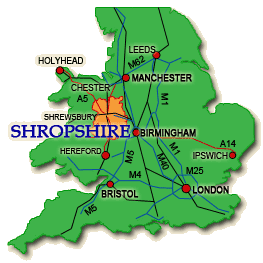 LEEDS
HOLYHEAD
M62
MANCHESTER
CHESTER
A5
M1
SHREWSBURY
SHROPSHIRE
BIRMINGHAM
A14
HEREFORD
M5
M40
M1
IPSWICH
M4
M25
BRISTOL
LONDON
M5